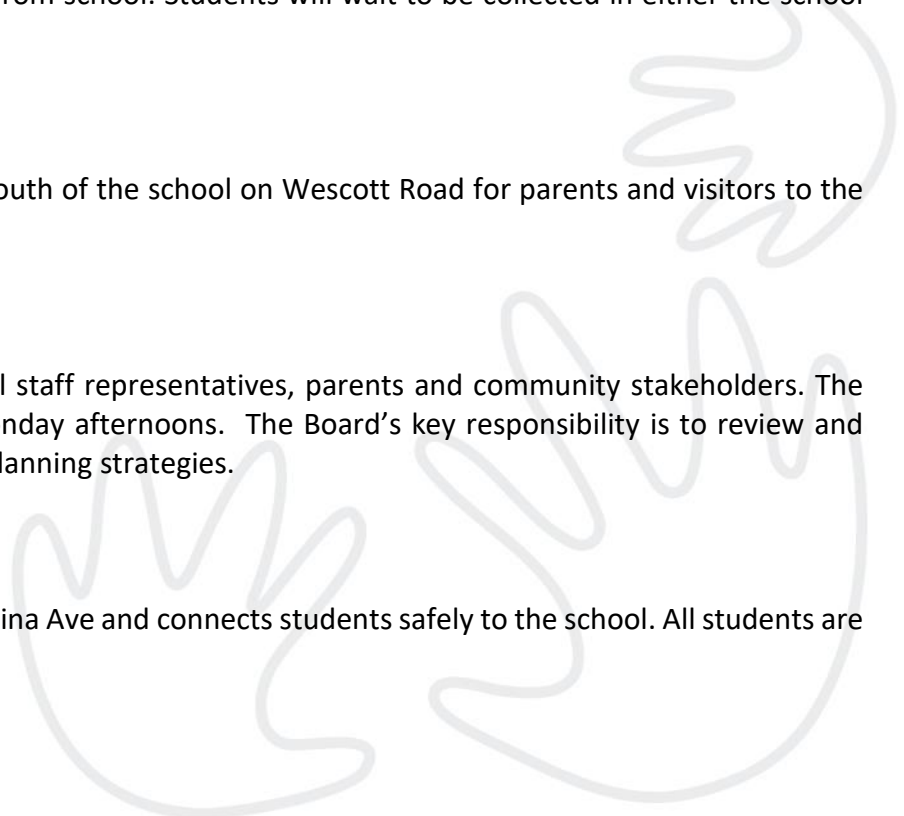 rom school. Students will wait to be collected in either the school
outh of the school on Wescott Road for parents and visitors to the
l staff representatives, parents and community stakeholders. The
nday afternoons. The Board's key responsibility is to review and
lanning strategies.
ina Ave and connects students safely to the school. All students are